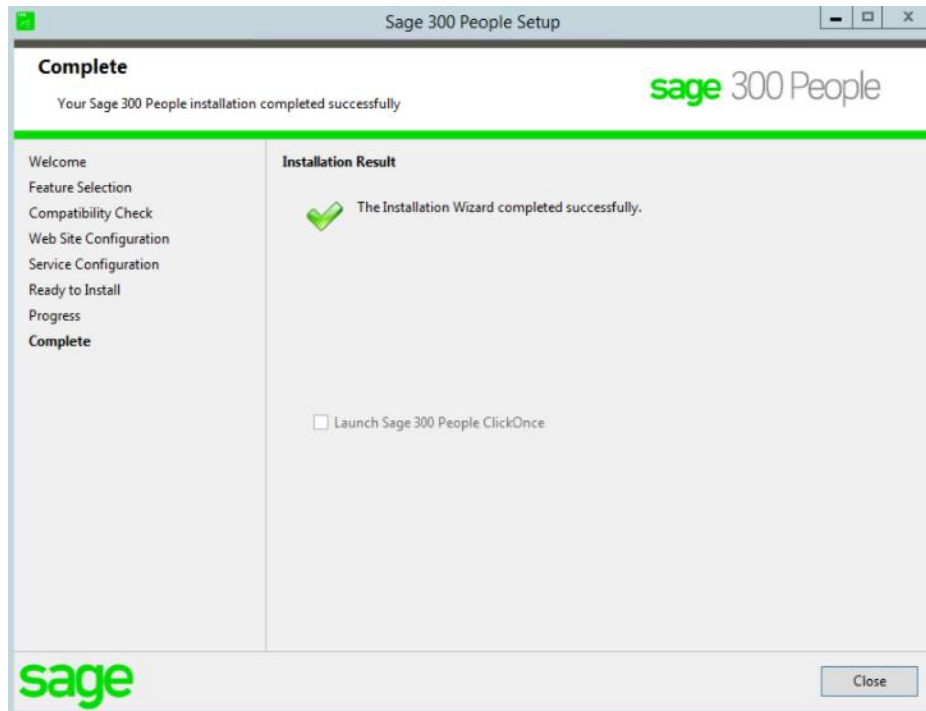 Sage 300 People Setup
Complete
Your Sage 300 People installation completed successfully
sage 300 People
Welcome
Feature Selection
Compatibility Check
Web Site Configuration
Service Configuration
Ready to Install
Progress
Complete
Installation Result
The Installation Wizard completed successfully.
Launch Sage 300 People ClickOnce
sage
Close